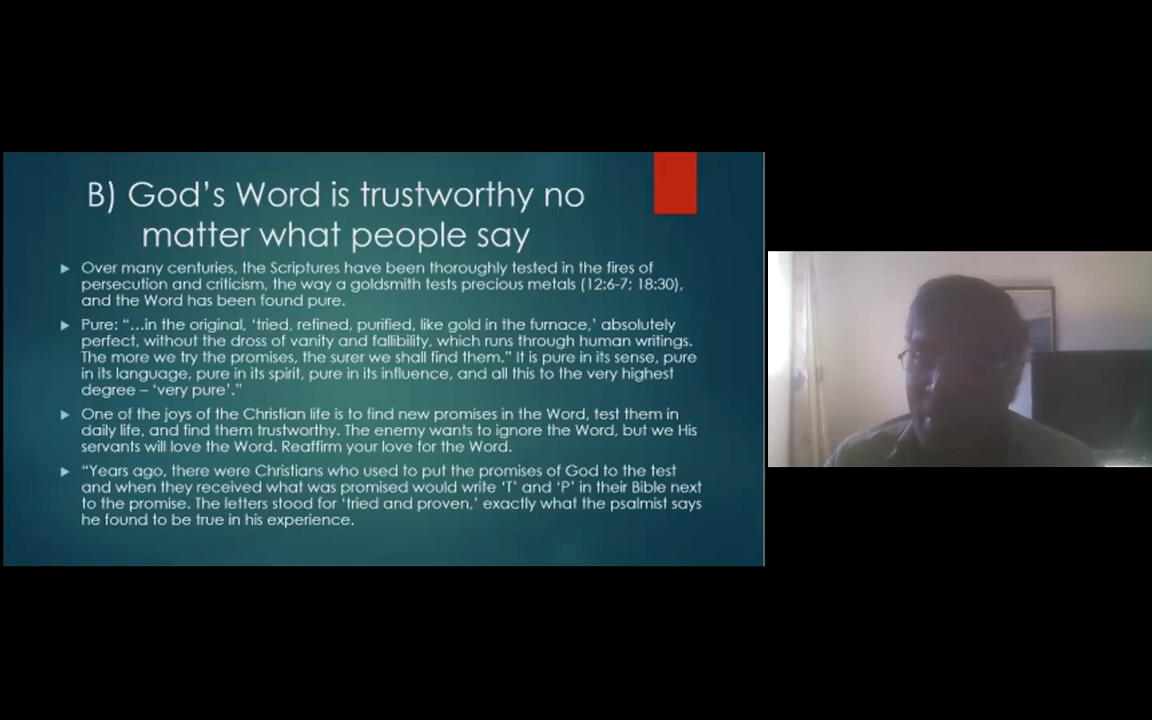 B) God's Word is trustworthy no
matter what people say
Over many centuries, the Scriptures have been thoroughly tested in the fires of
persecution and criticism, the way a goldsmith tests precious metals (12:6-7; 18:30),
and the Word has been found pure.
Pure: "...in the original, 'tried, refined, purified, like gold in the furnace,' absolutely
perfect, without the dross of vanity and fallibility, which runs through human writings.
The more we try the promises, the surer we shall find them." It is pure in its sense, pure
in its language, pure in its spirit, pure in its influence, and all this to the very highest
degree – 'very pure'."
One of the joys of the Christian life is to find new promises in the Word, test them in
daily life, and find them trustworthy. The enemy wants to ignore the Word, but we His
servants will love the Word. Reaffirm your love for the Word.
"Years ago, there were Christians who used to put the promises of God to the test
and when they received what was promised would write 'T' and 'P' in their Bible next
to the promise. The letters stood for 'tried and proven,' exactly what the psalmist says
he found to be true in his experience.